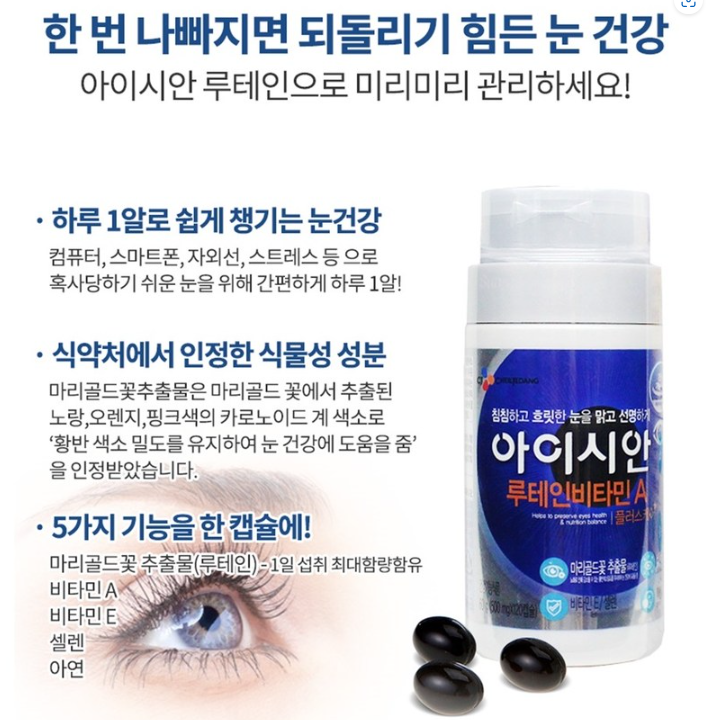 한 번 나빠지면 되돌리기 힘든 눈 건강
아이시안 루테인으로 미리미리 관리하세요!
· 하루 1알로 쉽게 챙기는 눈건강
컴퓨터, 스마트폰, 자외선, 스트레스 등 으로
혹사당하기 쉬운 눈을 위해 간편하게 하루 1알!
· 식약처에서 인정한 식물성 성분
마리골드꽃추출물은 마리골드 꽃에서 추출된
노랑,오렌지,핑크색의 카로노이드 계 색소로
‘황반 색소 밀도를 유지하여 눈 건강에 도움을 줌’
을 인정받았습니다.
· 5가지 기능을 한 캡슐에!
마리골드꽃 추출물(루테인) - 1일 섭취 최대함량함유
비타민 A
비타민 E
셀렌
아연
CJ CHEILJEDANG
침침하고 흐릿한 눈을 맑고 선명하게
아이시안
루테인비타민 A
Helps to preserve eyes health
& nutrition balance
플러스
마리골드꽃 추출물
비타민 E/ 셀렌